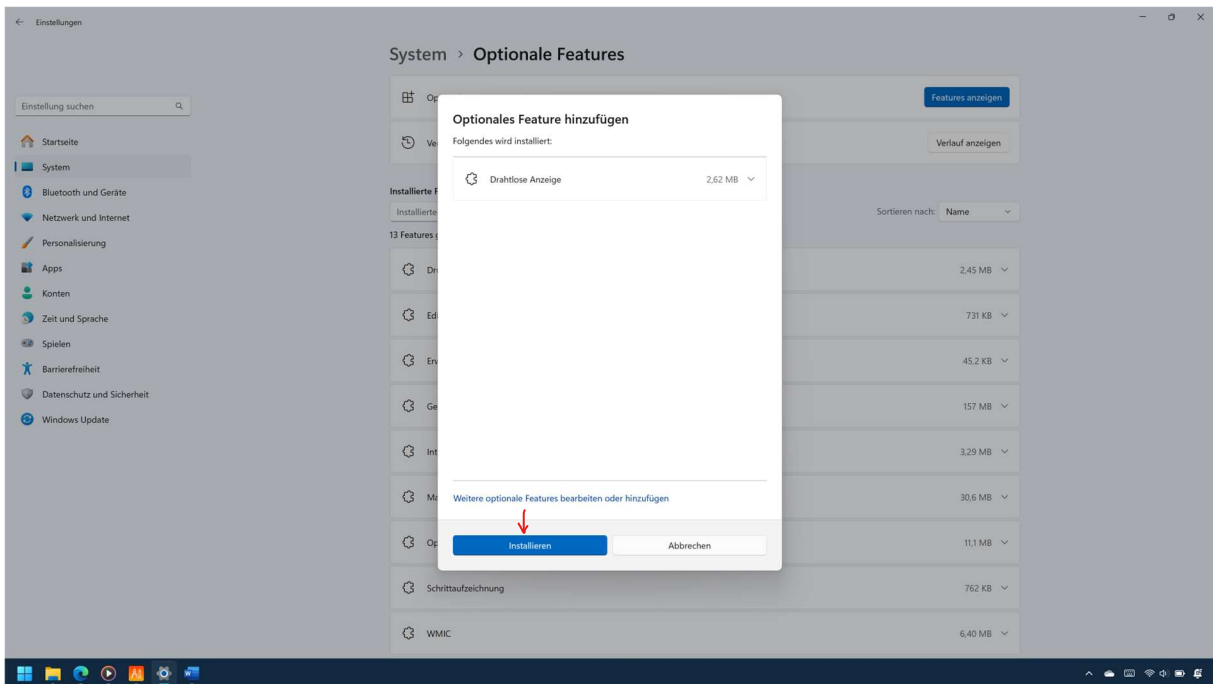 Einstellungen
System > Optionale Features
Einstellung suchen
Features anzeigen
Optionales Feature hinzufügen
Startseite
Folgendes wird installiert:
Verlauf anzeigen
System
Drahtlose Anzeige 2,62 MB
Bluetooth und Geräte
Installierte
Netzwerk und Internet
Installierte
Sortieren nach: Name
13 Features
Personalisierung
Apps
2,45 MB
Konten
Zeit und Sprache
731 KB
Spielen
Barrierefreiheit
45,2 KB
Datenschutz und Sicherheit
157 MB
Windows Update
3,29 MB
Weitere optionale Features bearbeiten oder hinzufügen
30,6 MB
Installieren Abbrechen
11,1 MB
Schrittaufzeichnung 762 KB
WMIC 6,40 MB